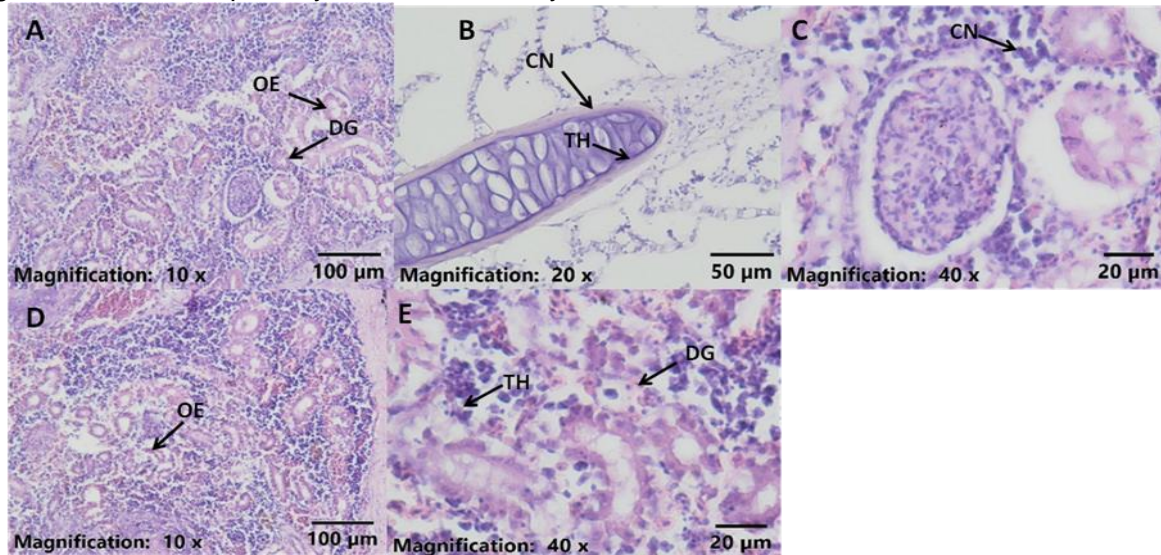 A
OE
DG
Magnification: 10 x
100 µm
B
CN
TH
Magnification: 20 x
50 µm
C
CN
Magnification: 40 x
20 µm
D
OE
Magnification: 10 x
100 µm
E
DG
TH
Magnification: 40 x
20 µm